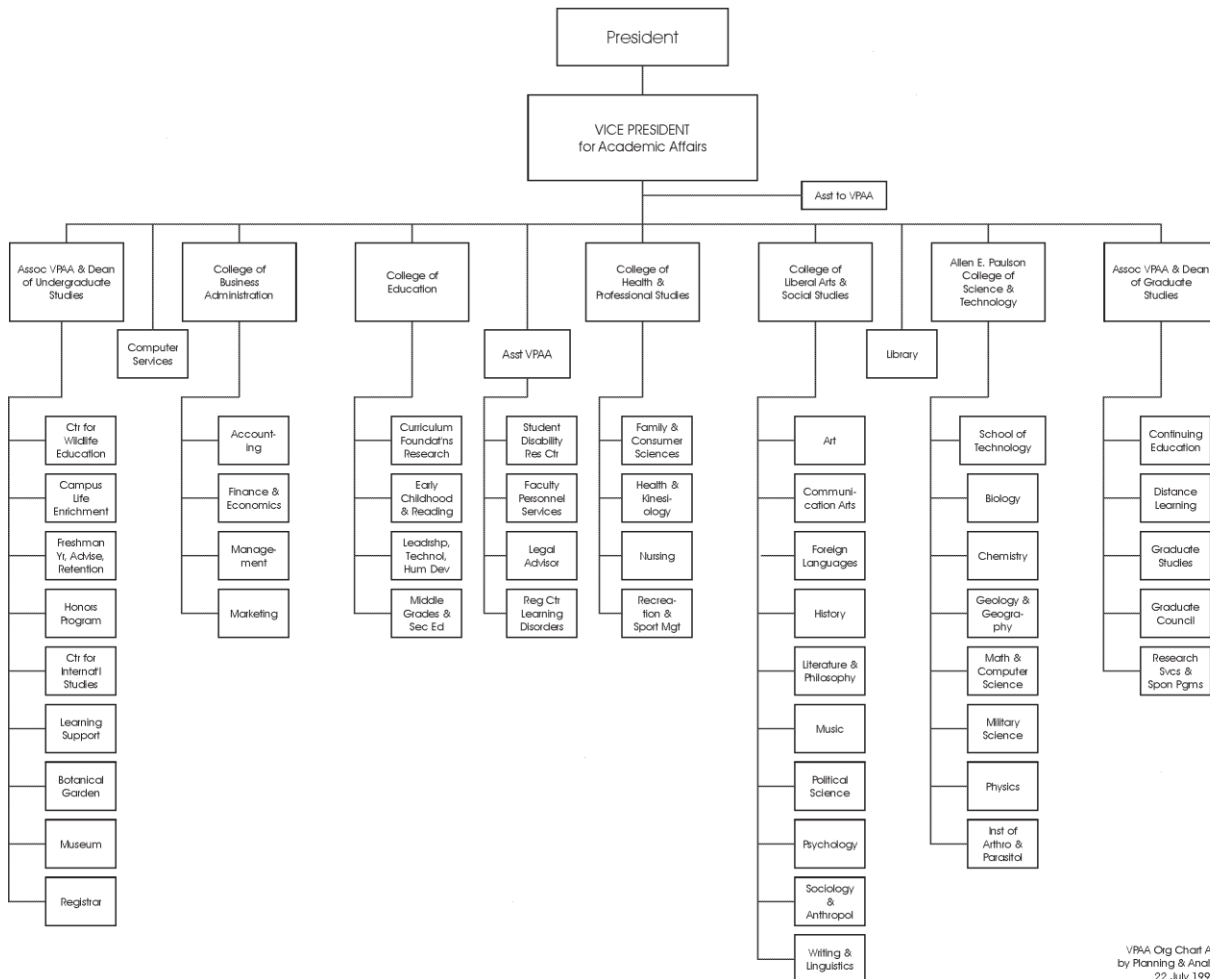 President
VICE PRESIDENT
for Academic Affairs
Asst to VPAA
Assoc VPAA & Dean
of Undergraduate
Studies
College of
Business
Administration
College of
Education
College of
Health &
Professional Studies
College of
Liberal Arts &
Social Studies
Allen E. Paulson
College of
Science &
Technology
Assoc VPAA & Dean
of Graduate
Studies
Computer
Services
Asst VPAA
Library
Ctr for
Wildlife
Education
Campus
Life
Enrichment
Freshman
Yr, Advise,
Retention
Honors
Program
Ctr for
Internat'l
Studies
Learning
Support
Botanical
Garden
Museum
Registrar
Account-
ing
Finance &
Economics
Manage-
ment
Marketing
Curriculum
Foundat'ns
Research
Early
Childhood
& Reading
Leadrshp,
Technol,
Hum Dev
Middle
Grades &
Sec Ed
Student
Disability
Res Ctr
Faculty
Personnel
Services
Legal
Advisor
Reg Ctr
Learning
Disorders
Family &
Consumer
Sciences
Health &
Kinesi-
ology
Nursing
Recrea-
tion &
Sport Mgt
Art
Communi-
cation Arts
Foreign
Languages
History
Literature &
Philosophy
Music
Political
Science
Psychology
Sociology
&
Anthropol
Writing &
Linguistics
School of
Technology
Biology
Chemistry
Geology &
Geogra-
phy
Math &
Computer
Science
Military
Science
Physics
Inst of
Arthro &
Parasitol
Continuing
Education
Distance
Learning
Graduate
Studies
Graduate
Council
Research
Svcs &
Spon Pgms
VPAA Org Chart A
by Planning & Anal
22 July 199